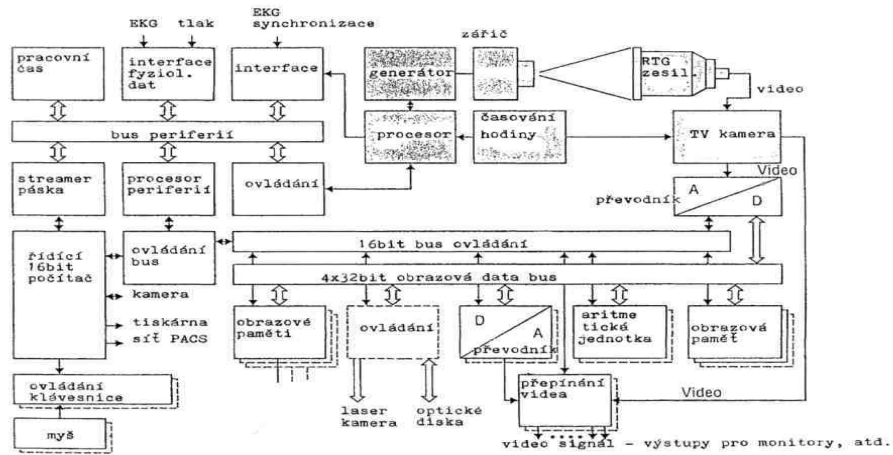 EKG tlak
EKG
synchronizace
zářič
pracovní
čas
interface
fyziol.
dat
interface
generátor
RTG
zesil.
video
bus periferií
procesor
časování
hodiny
TV kamera
Video
streamer
páska
procesor
periferií
ovládání
převodník
A
D
řídící
16bit
počítač
ovládání
bus
16bit bus ovládání
4x32bit obrazová data bus
kamera
tiskárna
síť PACS
obrazové
paměti
ovládání
D
A
převodník
aritme
tická
jednotka
obrazová
paměť
ovládání
klávesnice
myš
laser
kamera
optické
diska
přepínání
videa
Video
video signál - výstupy pro monitory, atd.